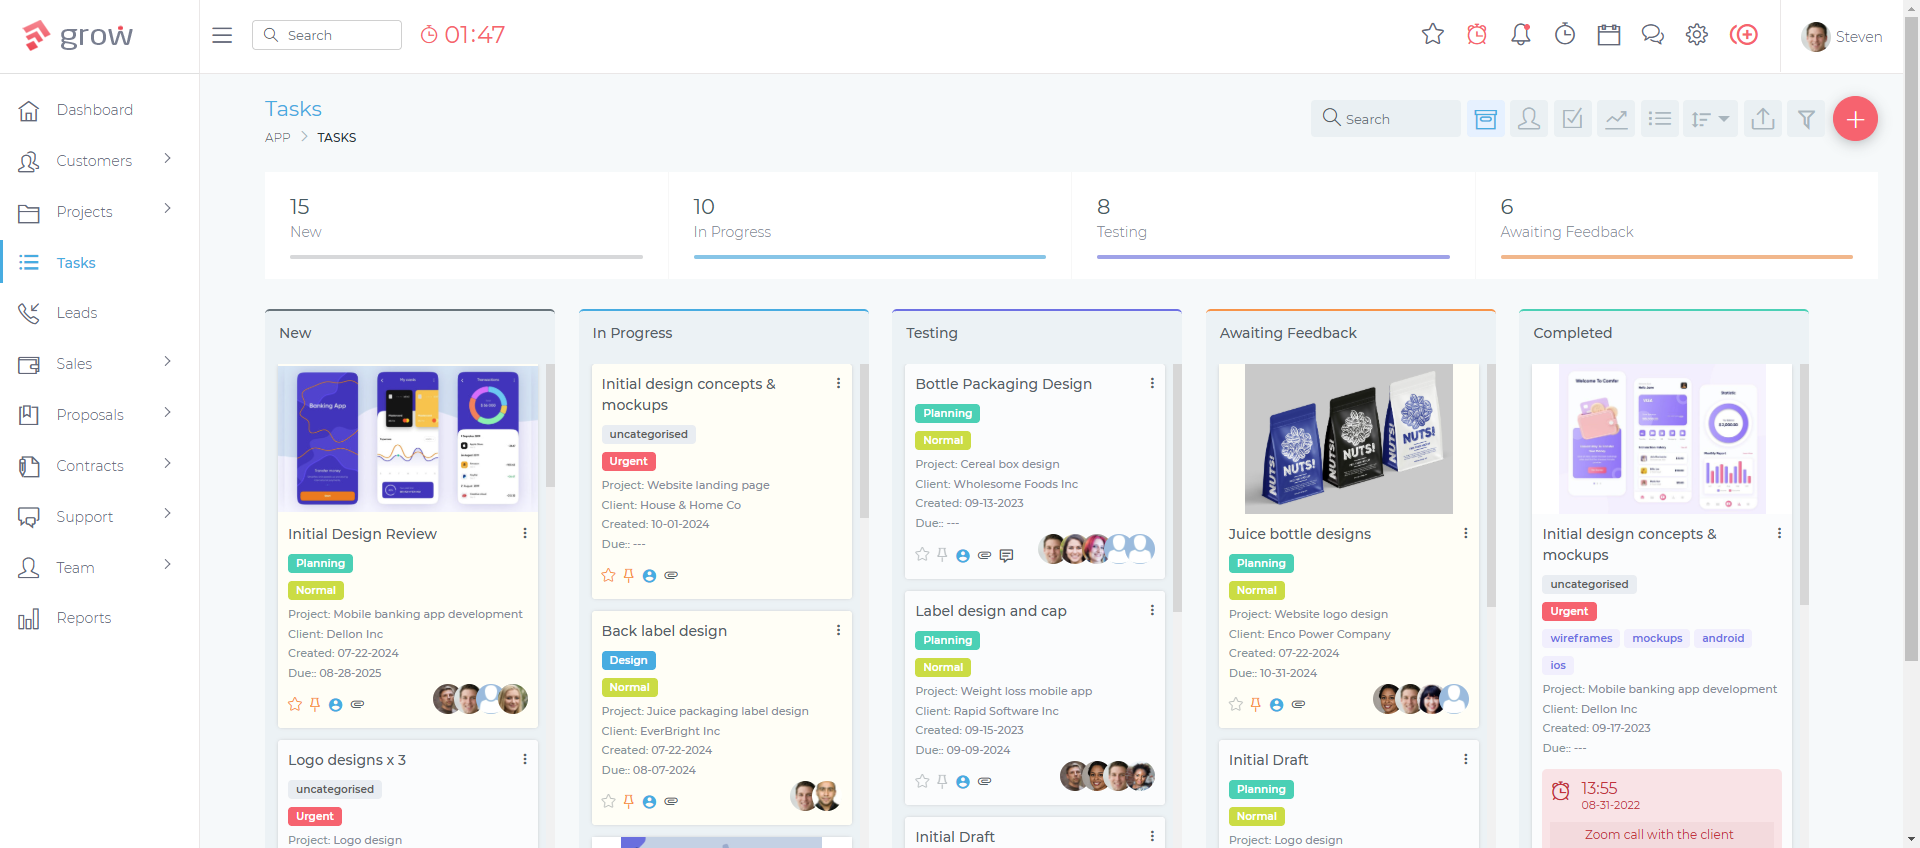 grow
Search
01:47
Steven
Dashboard
Customers
Projects
Tasks
Leads
Sales
Proposals
Contracts
Support
Team
Reports
Tasks
APP > TASKS
Search
15
New
10
In Progress
8
Testing
6
Awaiting Feedback
New
Banking App
Initial Design Review
Planning
Normal
Project: Mobile banking app development
Client: Dellon Inc
Created: 07-22-2024
Due:: 08-28-2025
Logo designs x 3
uncategorised
Urgent
Project: Logo design
In Progress
Initial design concepts &
mockups
uncategorised
Urgent
Project: Website landing page
Client: House & Home Co
Created: 10-01-2024
Due:: ---
Back label design
Design
Normal
Project: Juice packaging label design
Client: EverBright Inc
Created: 07-22-2024
Due:: 08-07-2024
Testing
Bottle Packaging Design
Planning
Normal
Project: Cereal box design
Client: Wholesome Foods Inc
Created: 09-13-2023
Due:: ---
Label design and cap
Planning
Normal
Project: Weight loss mobile app
Client: Rapid Software Inc
Created: 09-15-2023
Due:: 09-09-2024
Initial Draft
Awaiting Feedback
NUTS!
NUTS!
NUTS!
NUTS!
NUTS!
Juice bottle designs
Planning
Normal
Project: Website logo design
Client: Enco Power Company
Created: 07-22-2024
Due:: 10-31-2024
Initial Draft
Planning
Normal
Project: Logo design
Completed
Initial design concepts &
mockups
uncategorised
Urgent
wireframes mockups android
ios
Project: Mobile banking app development
Client: Dellon Inc
Created: 09-17-2023
Due:: ---
13:55
08-31-2022
Zoom call with the client